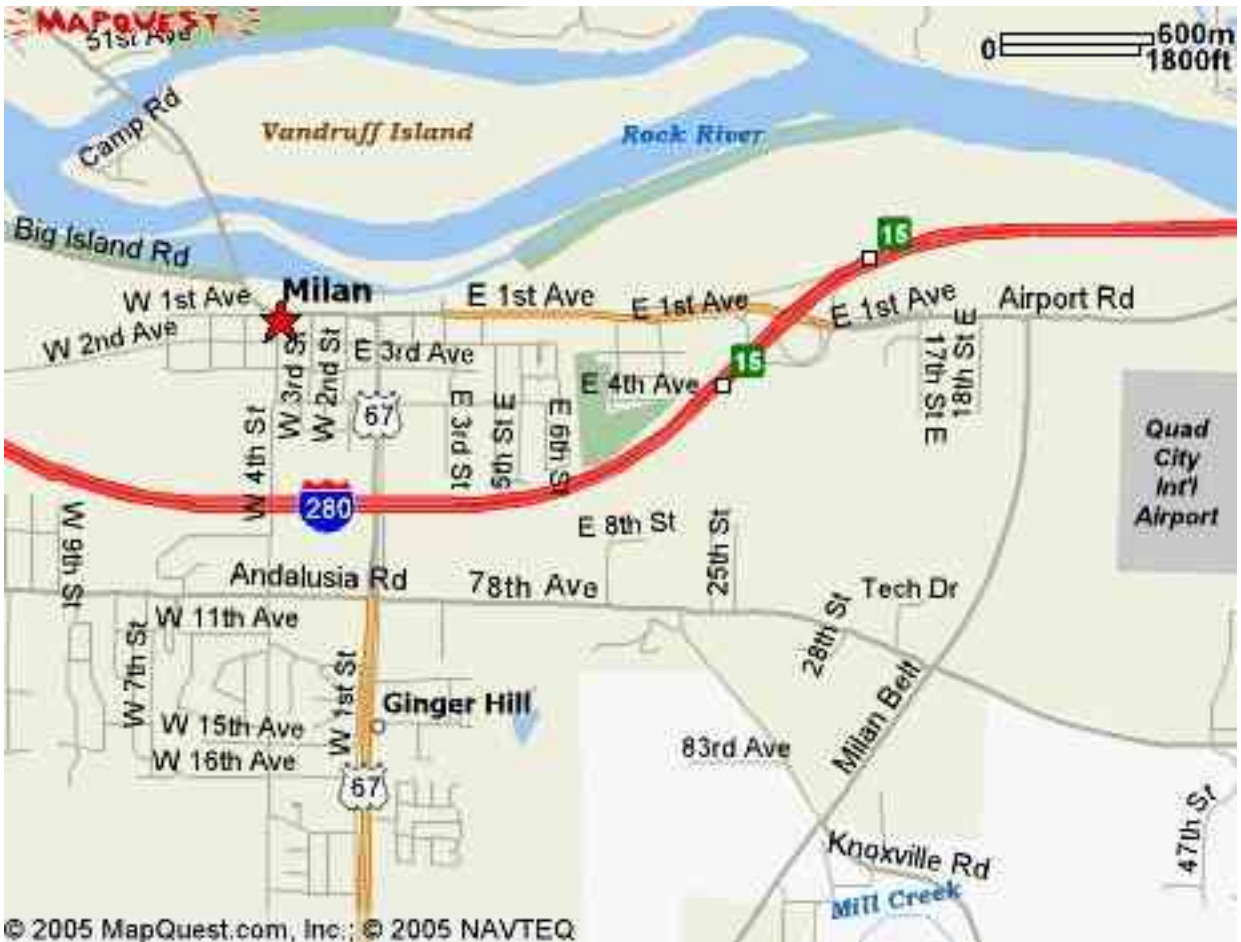 MAPQUEST
51st Ave
0 600m
1800ft
Camp Rd
Vandruff Island
Rock River
Big Island Rd
15
W 1st Ave
Milan
E 1st Ave
E 1st Ave
E 1st Ave
Airport Rd
W 2nd Ave
W 3rd St
W 2nd St
E 3rd Ave
15
17th St E
18th St E
E 4th Ave
67
E 3rd St
5th St E
E 6th St
W 4th St
Quad
City
Int'l
Airport
280
W 9th St
E 8th St
25th St
Andalusia Rd
78th Ave
Tech Dr
W 11th Ave
28th St
W 7th St
W 1st St
Milan Belt
Ginger Hill
W 15th Ave
83rd Ave
W 16th Ave
67
47th St
Knoxville Rd
Mill Creek
© 2005 MapQuest.com, Inc.; © 2005 NAVTEQ